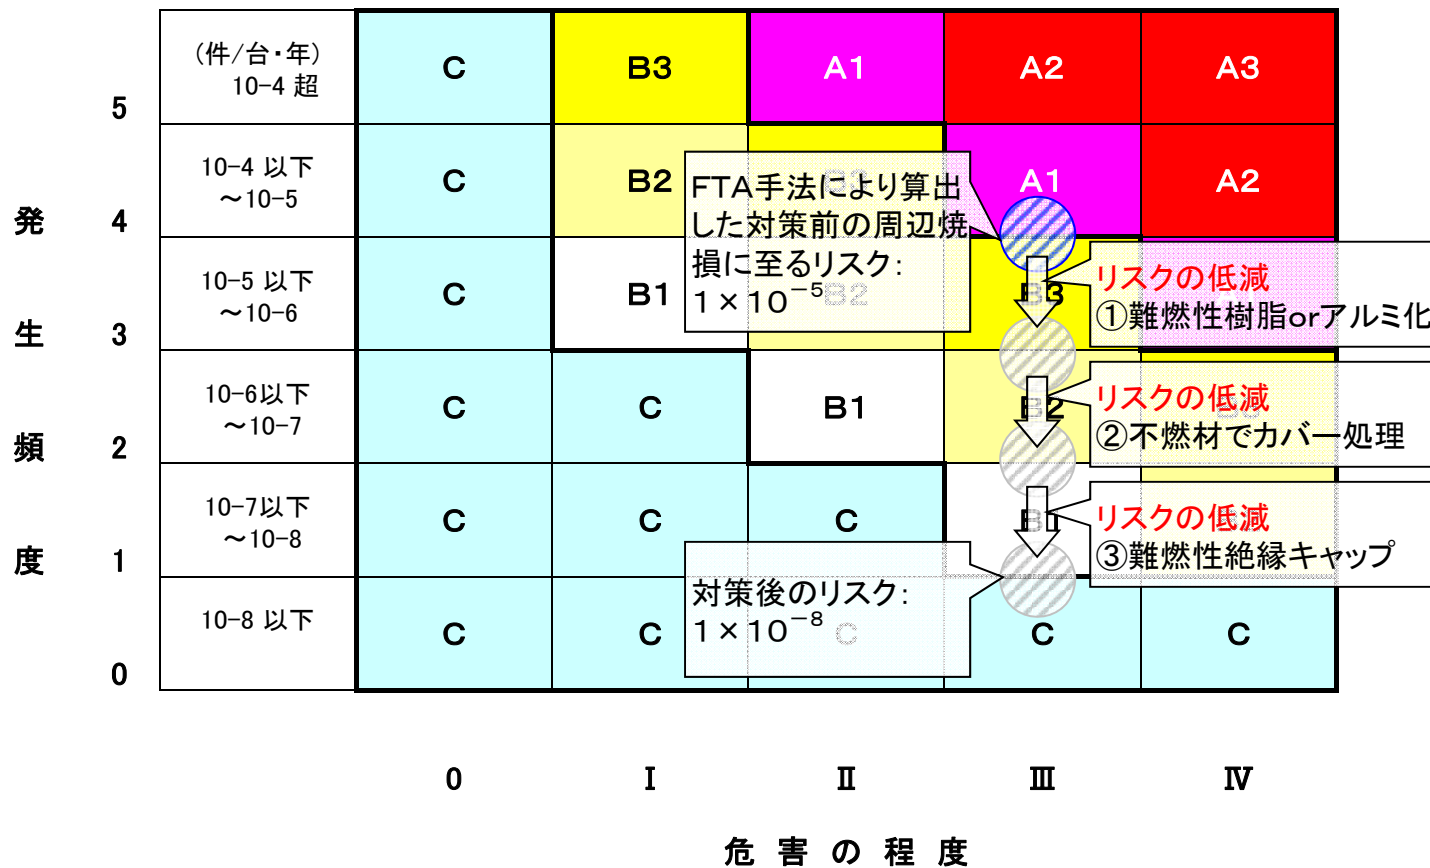 (件/台・年)
10-4 超
C
B3
A1
A2
A3
5
10-4 以下
～10-5
C
B2
A1
A2
発
4
FTA手法により算出
した対策前の周辺焼
損に至るリスク:
1×10⁻⁵
10-5 以下
～10-6
C
B1
B2
B3
生
3
リスクの低減
①難燃性樹脂orアルミ化
10-6以下
～10-7
C
C
B1
B2
頻
2
リスクの低減
②不燃材でカバー処理
10-7以下
～10-8
C
C
C
B1
度
1
リスクの低減
③難燃性絶縁キャップ
10-8 以下
C
C
C
C
C
0
対策後のリスク:
1×10⁻⁸
0
Ⅰ
Ⅱ
Ⅲ
Ⅳ
危 害 の 程 度